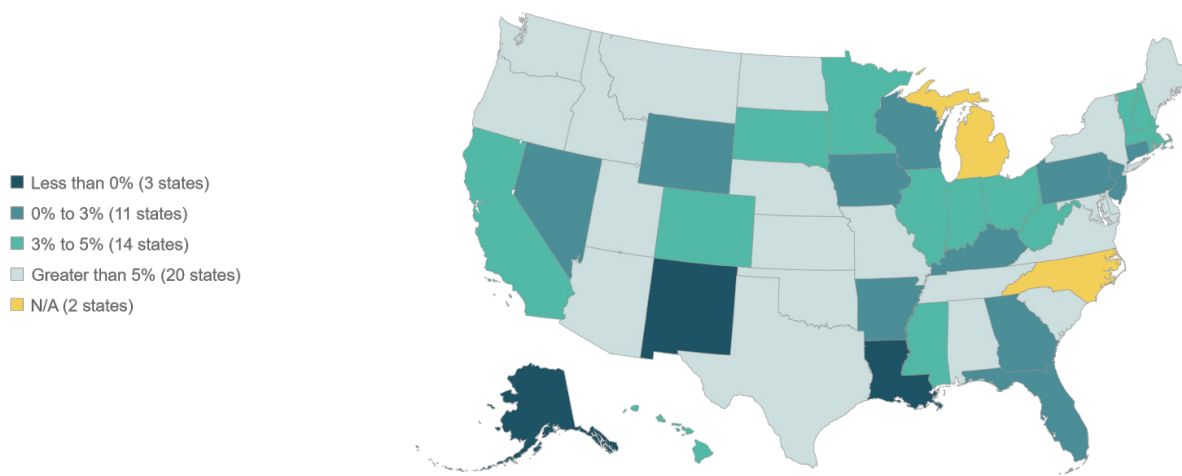 Less than 0% (3 states)
0% to 3% (11 states)
3% to 5% (14 states)
Greater than 5% (20 states)
N/A (2 states)